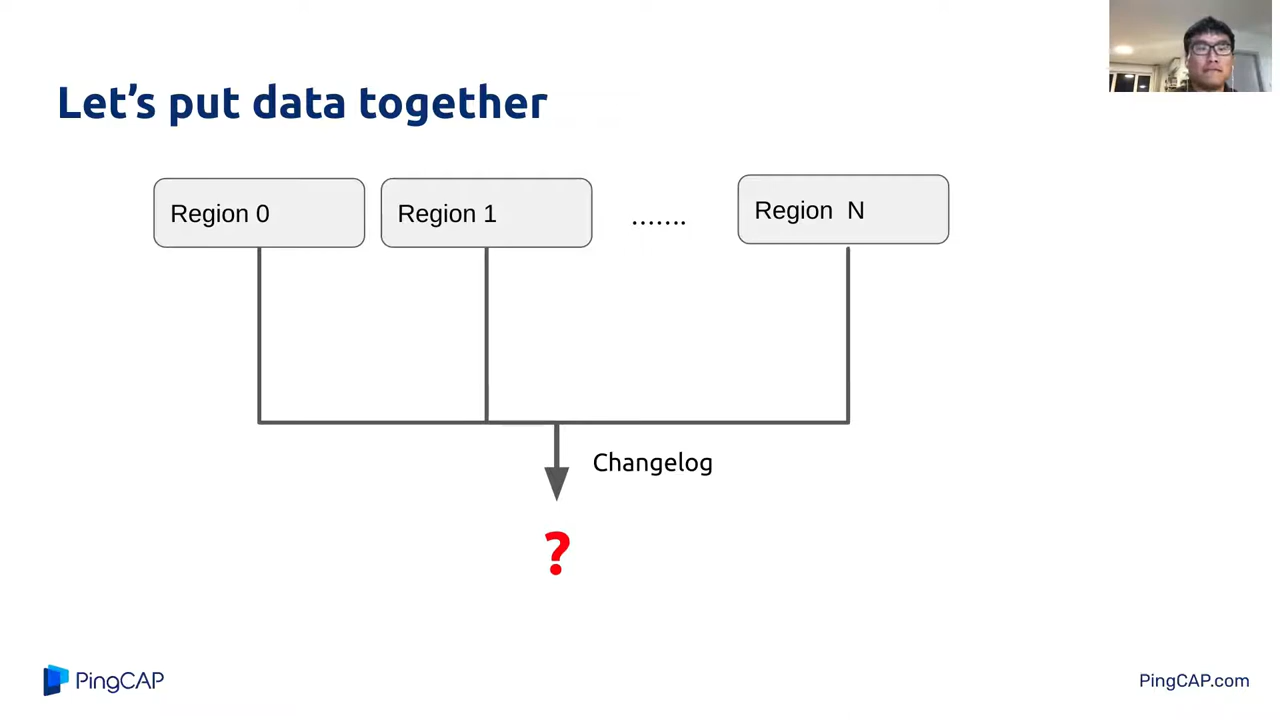 Let's put data together
Region 0
Region 1
.......
Region N
Changelog
?
PingCAP
PingCAP.com